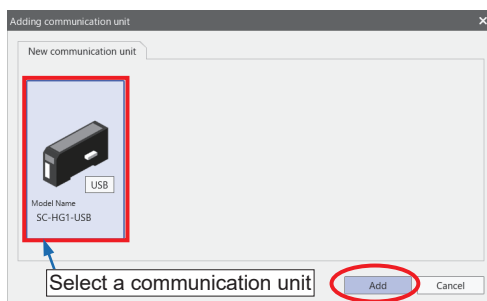 Adding communication unit
New communication unit
USB
Model Name
SC-HG1-USB
Select a communication unit
Add Cancel